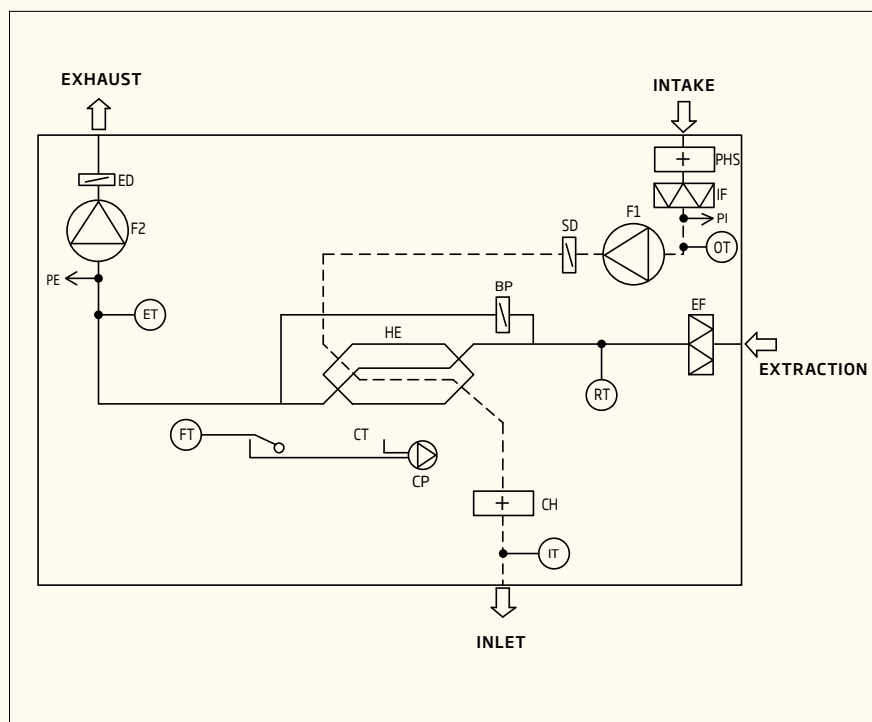 EXHAUST
INTAKE
PHS
ED
IF
F1
PI
F2
SD
OT
PE
BP
ET
EF
HE
EXTRACTION
RT
FT
CT
CP
CH
IT
INLET